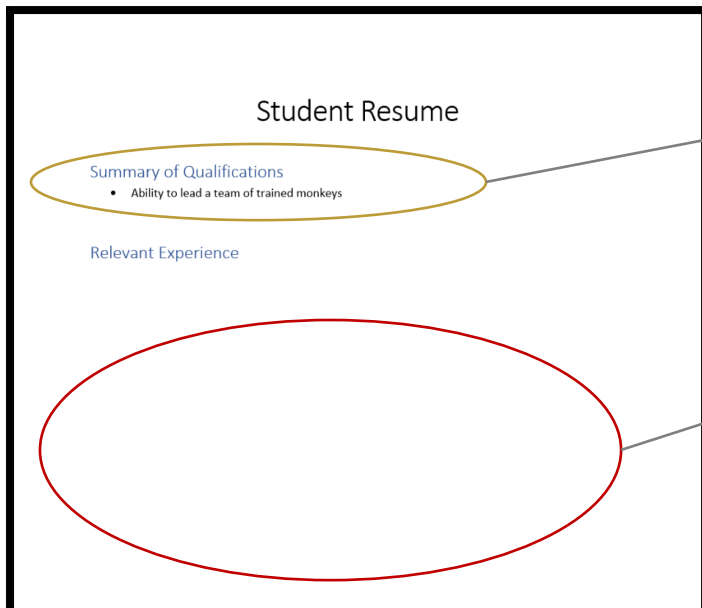 Student Resume
Summary of Qualifications
• Ability to lead a team of trained monkeys
Relevant Experience